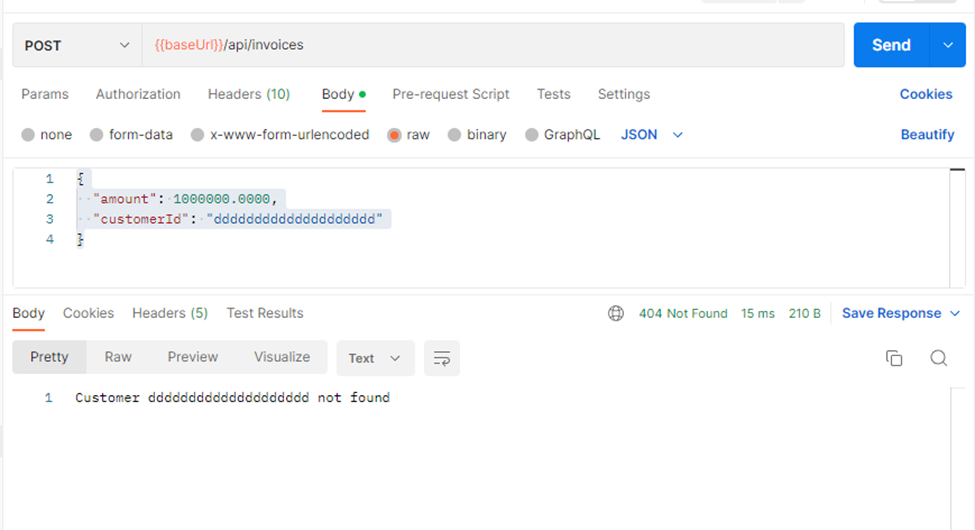 POST {{baseUrl}}/api/invoices Send
Params Authorization Headers (10) Body Pre-request Script Tests Settings Cookies
none form-data x-www-form-urlencoded raw binary GraphQL JSON Beautify
1 {
2 "amount": 1000000.0000,
3 "customerId": "dddddddddddddddddddd"
4 }
Body Cookies Headers (5) Test Results 404 Not Found 15 ms 210 B Save Response
Pretty Raw Preview Visualize Text
1 Customer dddddddddddddddddddd not found